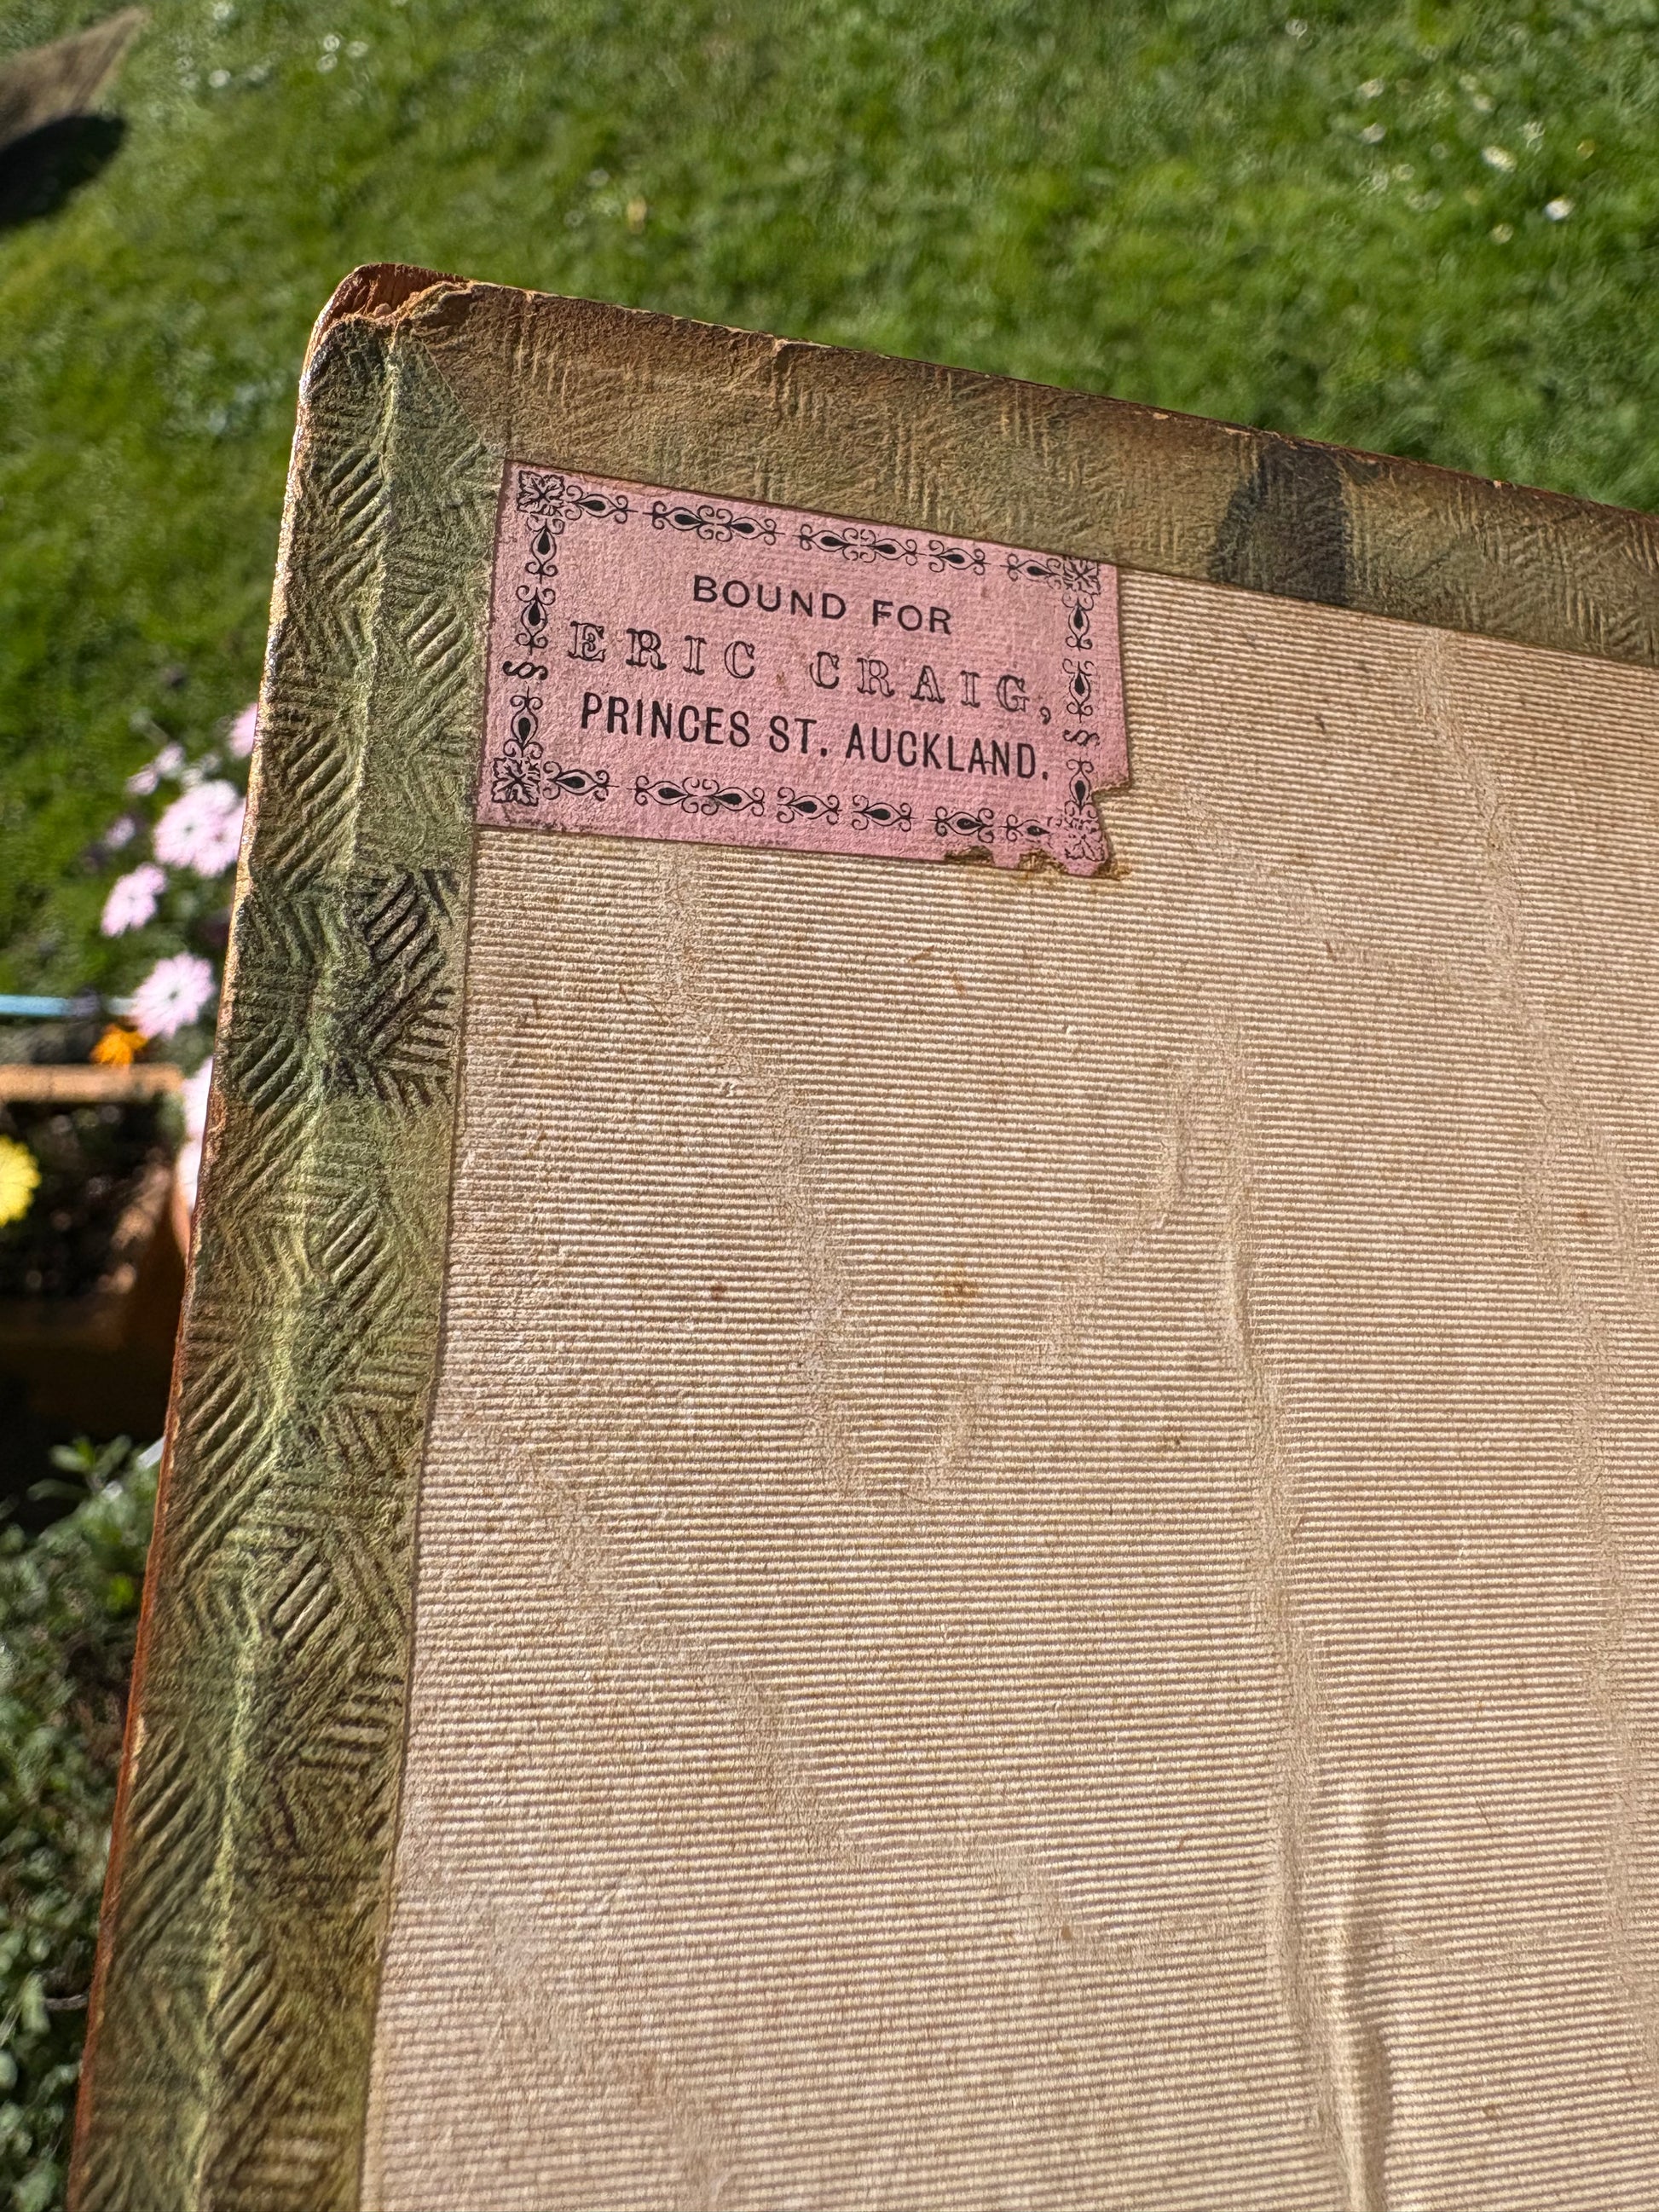 BOUND FOR
ERIC CRAIG,
PRINCES ST. AUCKLAND.